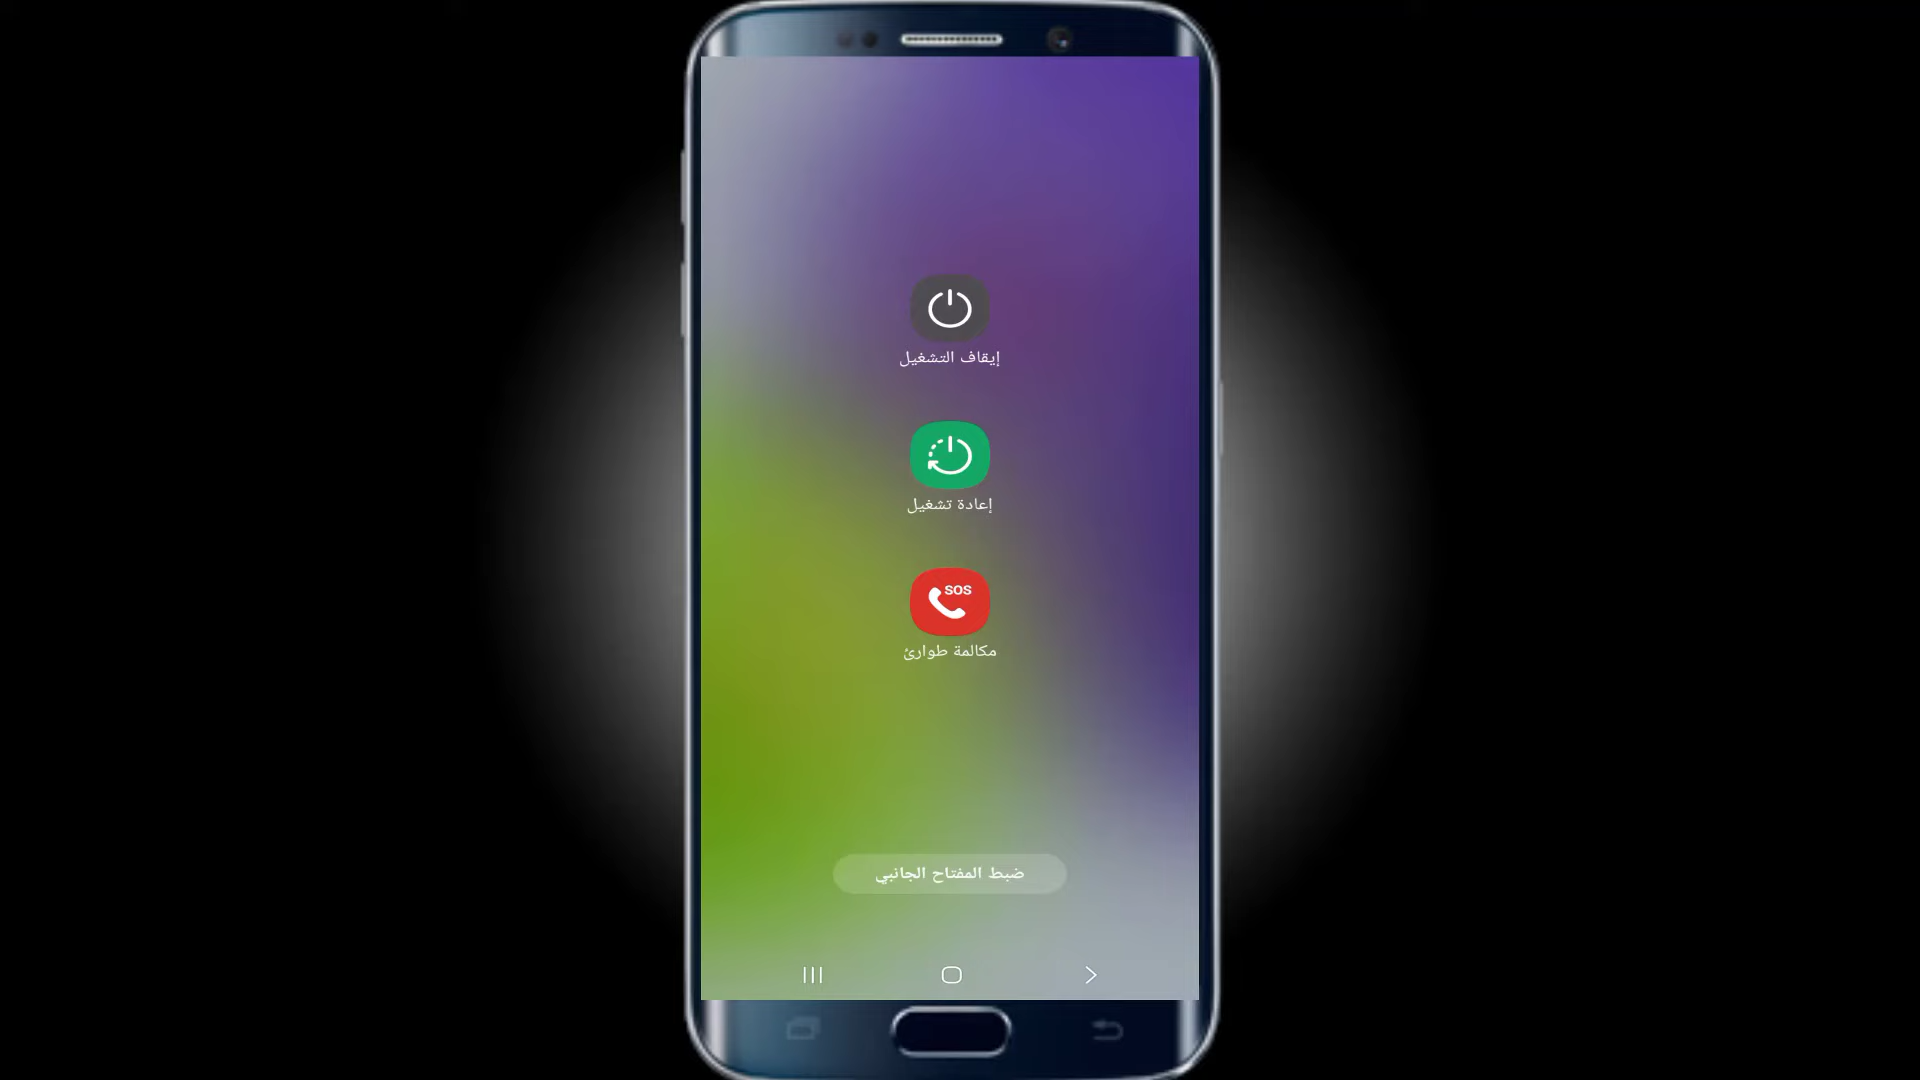 إيقاف التشغيل
إعادة تشغيل
SOS
مكالمة طوارئ
ضبط المفتاح الجانبي